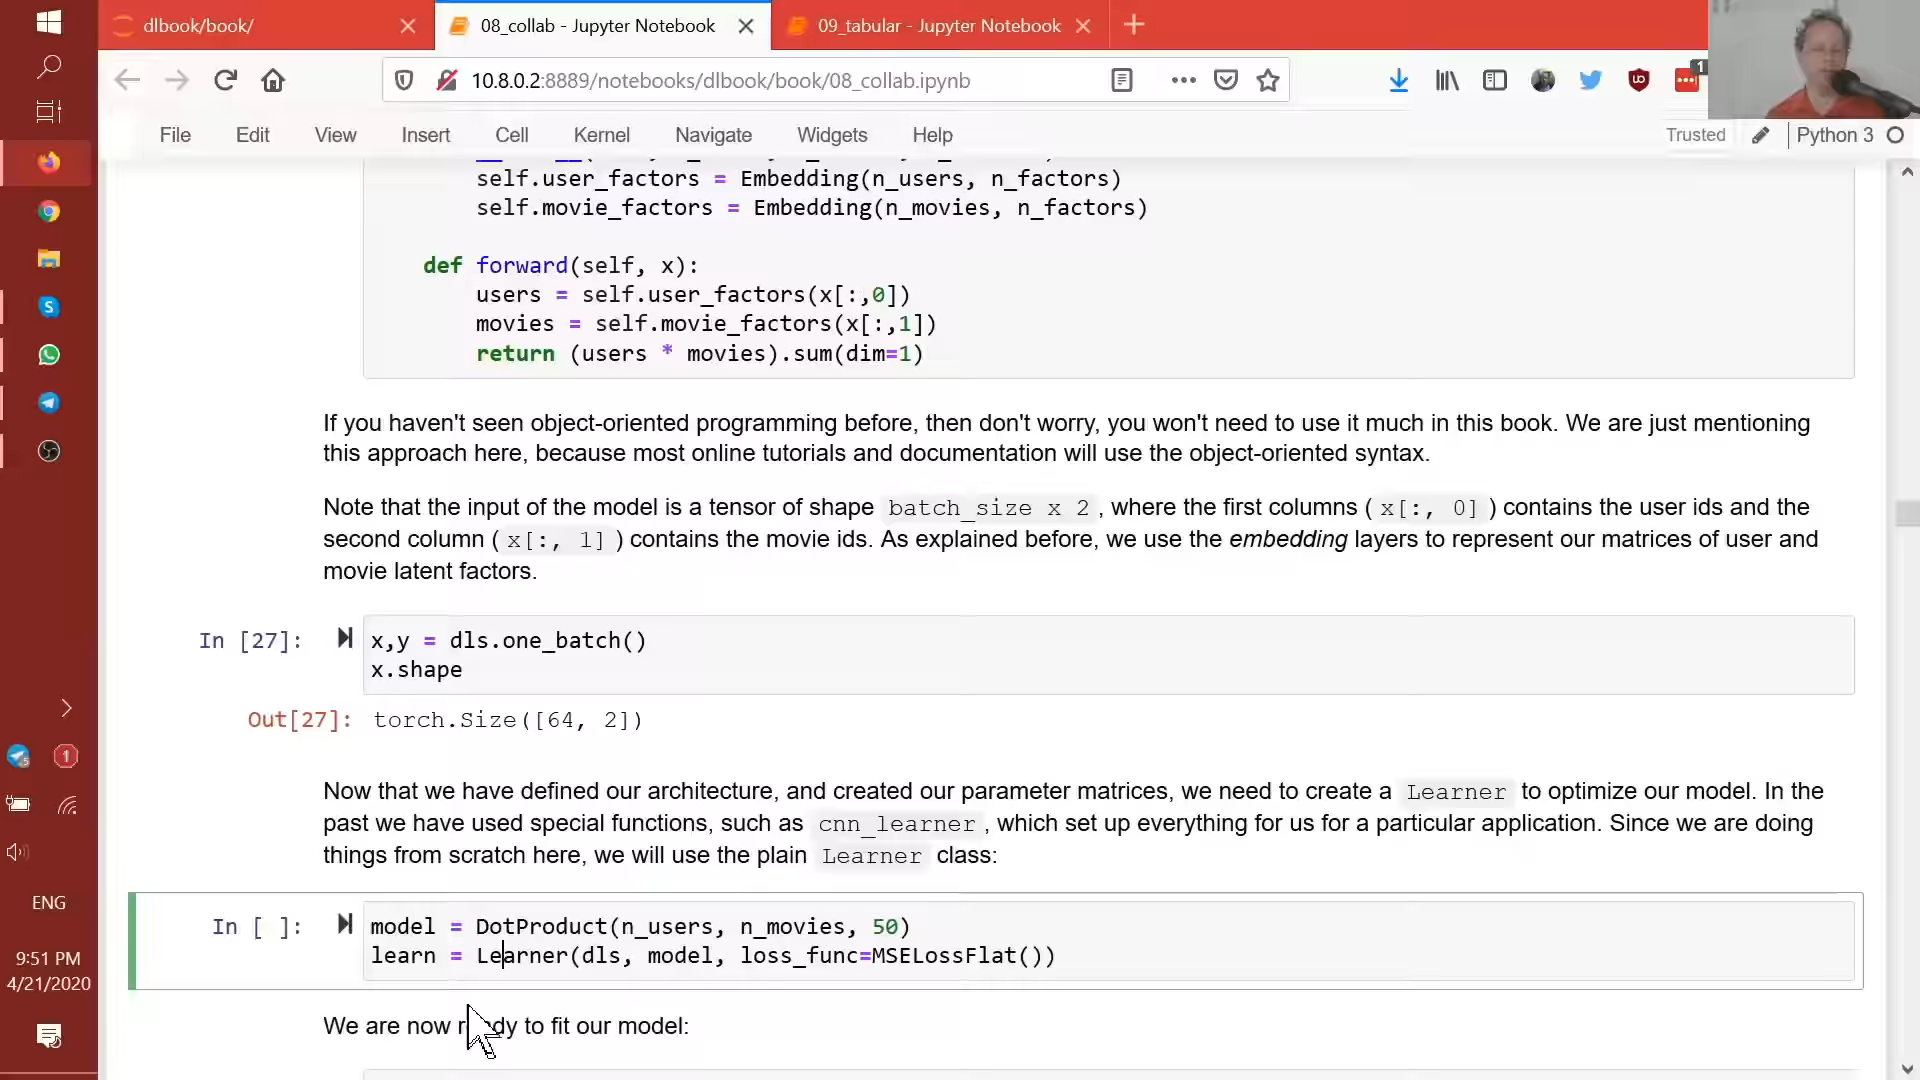 dlbook/book/
08_collab - Jupyter Notebook
09_tabular - Jupyter Notebook
10.8.0.2:8889/notebooks/dlbook/book/08_collab.ipynb
1
File Edit View Insert Cell Kernel Navigate Widgets Help
Trusted
Python 3
self.user_factors = Embedding(n_users, n_factors)
self.movie_factors = Embedding(n_movies, n_factors)
def forward(self, x):
users = self.user_factors(x[:,0])
movies = self.movie_factors(x[:,1])
return (users * movies).sum(dim=1)
If you haven't seen object-oriented programming before, then don't worry, you won't need to use it much in this book. We are just mentioning
this approach here, because most online tutorials and documentation will use the object-oriented syntax.
Note that the input of the model is a tensor of shape batch_size x 2 , where the first columns ( x[:, 0] ) contains the user ids and the
second column ( x[:, 1] ) contains the movie ids. As explained before, we use the embedding layers to represent our matrices of user and
movie latent factors.
In [27]: x,y = dls.one_batch()
x.shape
Out[27]: torch.Size([64, 2])
Now that we have defined our architecture, and created our parameter matrices, we need to create a Learner to optimize our model. In the
past we have used special functions, such as cnn_learner , which set up everything for us for a particular application. Since we are doing
things from scratch here, we will use the plain Learner class:
In [ ]: model = DotProduct(n_users, n_movies, 50)
learn = Learner(dls, model, loss_func=MSELossFlat())
We are now ready to fit our model:
1
ENG
9:51 PM
4/21/2020